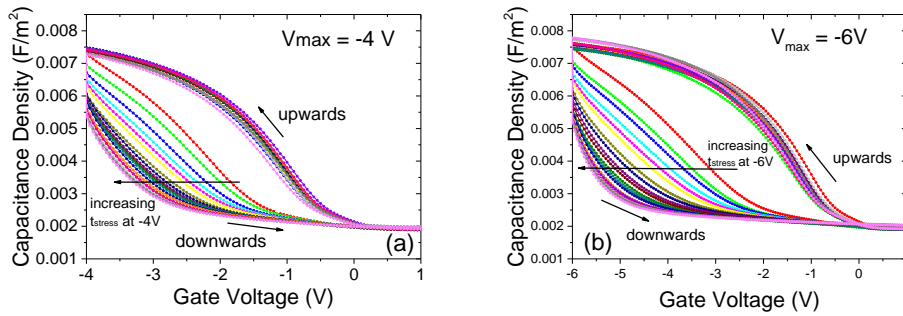 0.008
0.007
0.006
0.005
0.004
0.003
0.002
0.001
Capacitance Density (F/m²)
Vmax = -4 V
upwards
increasing
tstress at -4V
downwards
(a)
-4 -3 -2 -1 0 1
Gate Voltage (V)
0.008
0.007
0.006
0.005
0.004
0.003
0.002
0.001
Capacitance Density (F/m²)
Vmax = -6V
increasing
tstress at -6V
upwards
downwards
(b)
-6 -5 -4 -3 -2 -1 0
Gate Voltage (V)